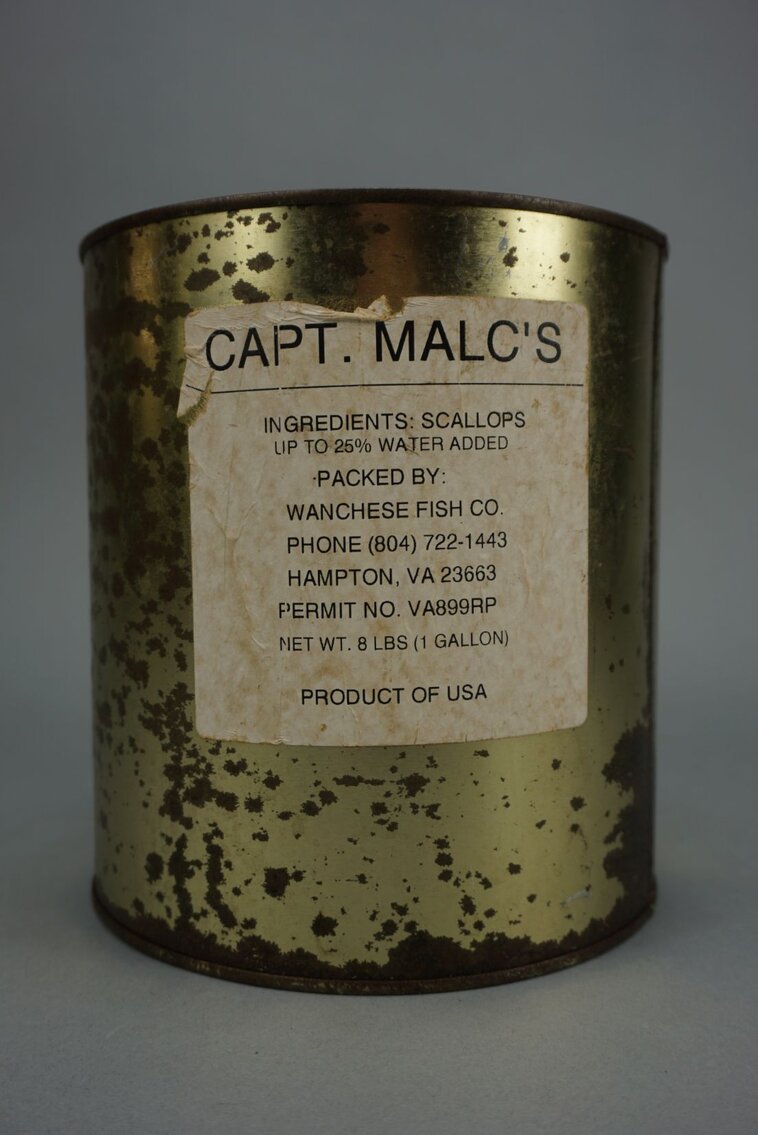 CAPT. MALC'S
INGREDIENTS: SCALLOPS
UP TO 25% WATER ADDED
PACKED BY:
WANCHESE FISH CO.
PHONE (804) 722-1443
HAMPTON, VA 23663
PERMIT NO. VA899RP
NET WT. 8 LBS (1 GALLON)
PRODUCT OF USA